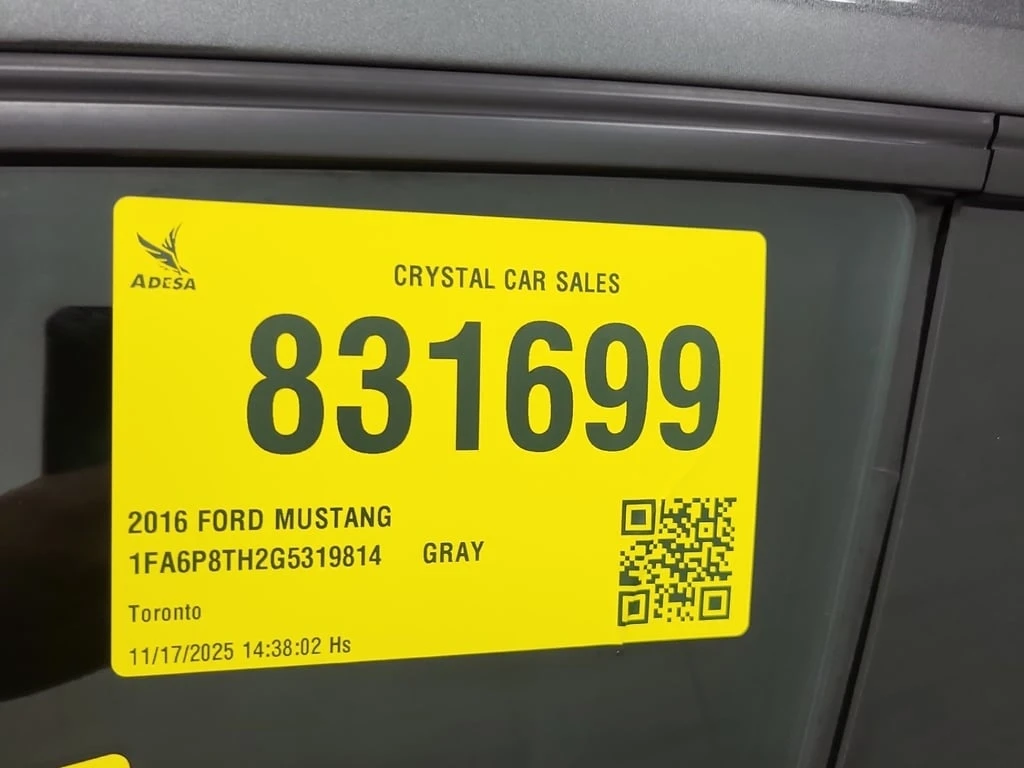 ADESA
CRYSTAL CAR SALES
831699
2016 FORD MUSTANG
1FA6P8TH2G5319814 GRAY
Toronto
11/17/2025 14:38:02 Hs